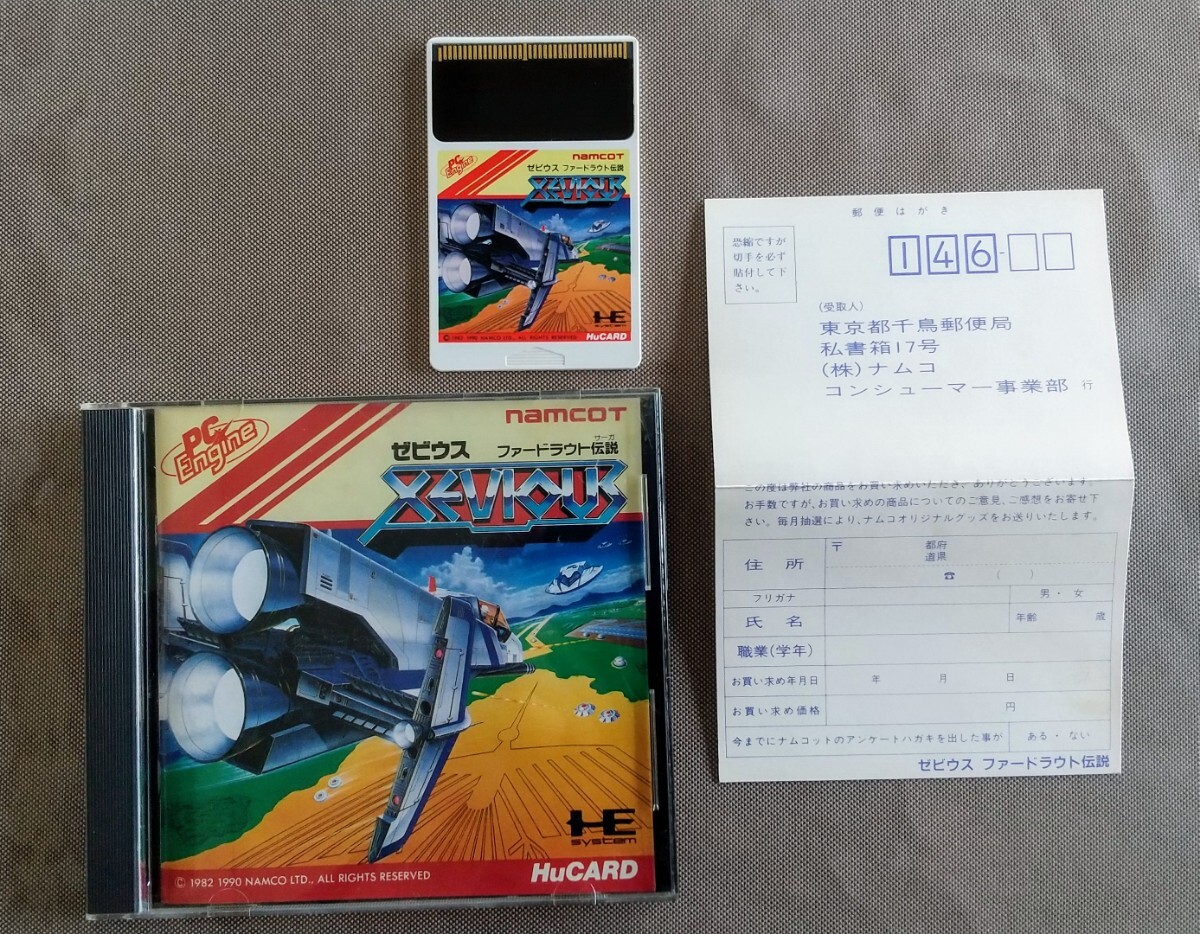 PC Engine
namcoT
ゼビウス ファードラウト伝説
XEVIOUS
HE
system
© 1982 1990 NAMCO LTD., ALL RIGHTS RESERVED
HuCARD
PC Engine
namcoT
サーガ
ゼビウス ファードラウト伝説
XEVIOUS
HE
system
© 1982 1990 NAMCO LTD., ALL RIGHTS RESERVED
HuCARD
郵便はがき
恐縮ですが
切手を必ず
貼付して下
さい。
146-
(受取人)
東京都千鳥郵便局
私書箱17号
(株)ナムコ
コンシューマー事業部 行
この度は弊社の商品をお買い求めいただき、ありがとうございます。
お手数ですが、お買い求めの商品についてのご意見、ご感想をお寄せ下
さい。毎月抽選により、ナムコオリジナルグッズをお送りいたします。
住所 〒 都府
道県
☎ ( )
フリガナ 男・女
氏名 年齢 歳
職業(学年)
お買い求め年月日 年 月 日
お買い求め価格 円
今までにナムコットのアンケートハガキを出した事が ある・ない
ゼビウス ファードラウト伝説